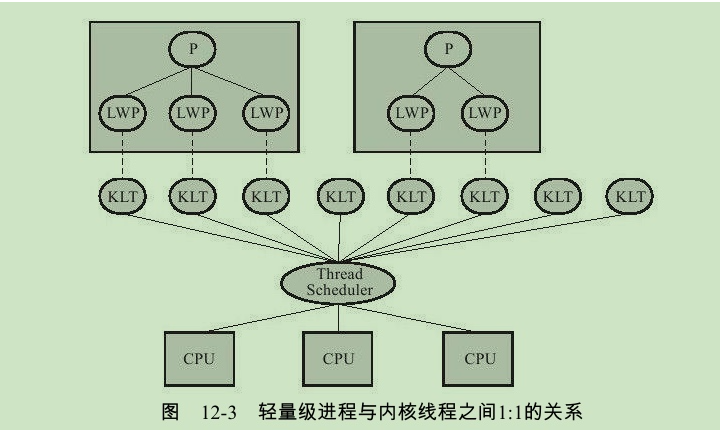 P P
LWP LWP LWP LWP LWP
KLT KLT KLT KLT KLT KLT KLT KLT
Thread
Scheduler
CPU CPU CPU
图 12-3 轻量级进程与内核线程之间1:1的关系